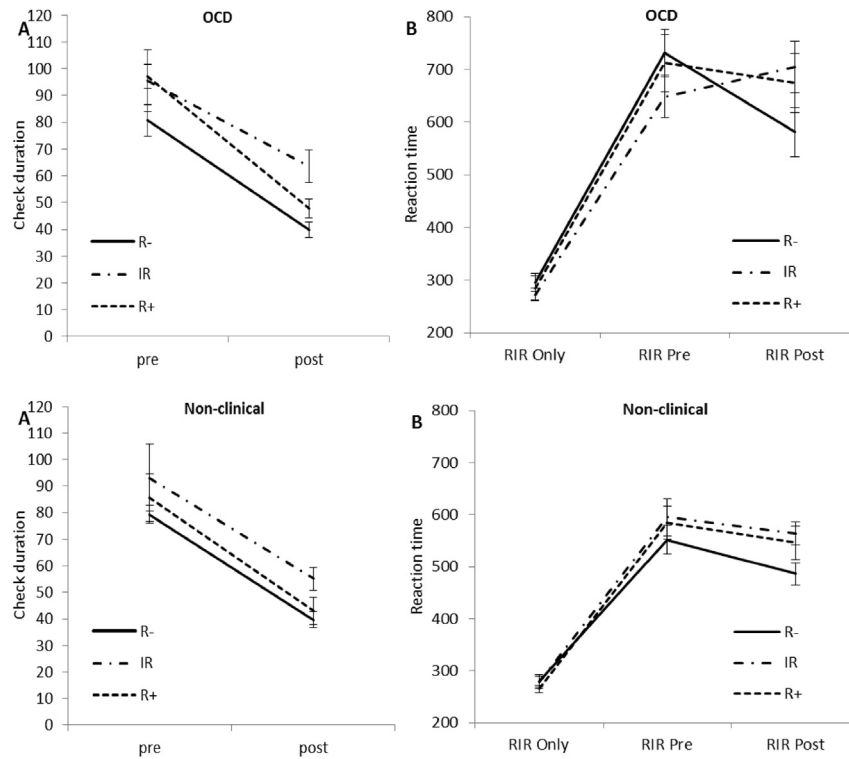 A
OCD
120
110
100
90
80
70
60
50
40
30
20
10
0
Check duration
R-
IR
R+
pre
post
B
OCD
800
700
600
500
400
300
200
Reaction time
R-
IR
R+
RIR Only
RIR Pre
RIR Post
A
Non-clinical
120
110
100
90
80
70
60
50
40
30
20
10
0
Check duration
R-
IR
R+
pre
post
B
Non-clinical
800
700
600
500
400
300
200
Reaction time
R-
IR
R+
RIR Only
RIR Pre
RIR Post